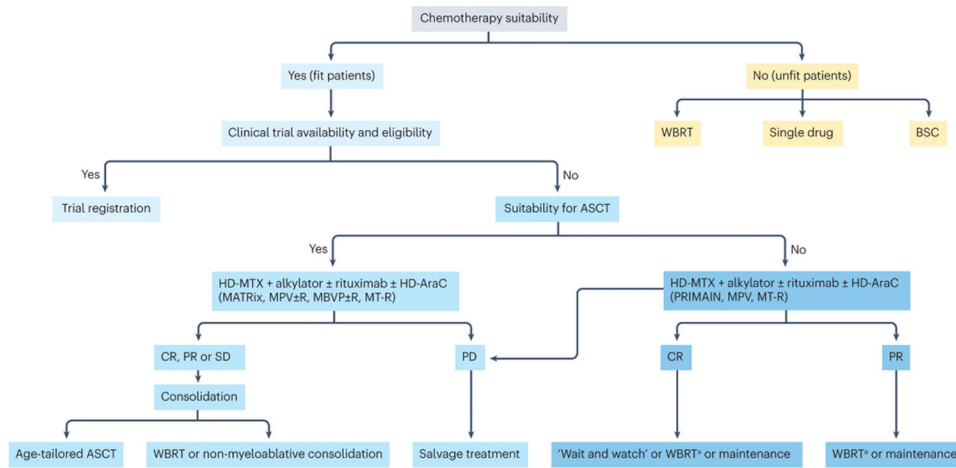 Chemotherapy suitability
Yes (fit patients)
No (unfit patients)
Clinical trial availability and eligibility
WBRT
Single drug
BSC
Yes
No
Trial registration
Suitability for ASCT
Yes
No
HD-MTX + alkylator ± rituximab ± HD-AraC
(MATRix, MPV±R, MBVP±R, MT-R)
HD-MTX + alkylator ± rituximab ± HD-AraC
(PRIMAIN, MPV, MT-R)
CR, PR or SD
PD
CR
PR
Consolidation
Age-tailored ASCT
WBRT or non-myeloablative consolidation
Salvage treatment
'Wait and watch' or WBRTᵃ or maintenance
WBRTᵃ or maintenance